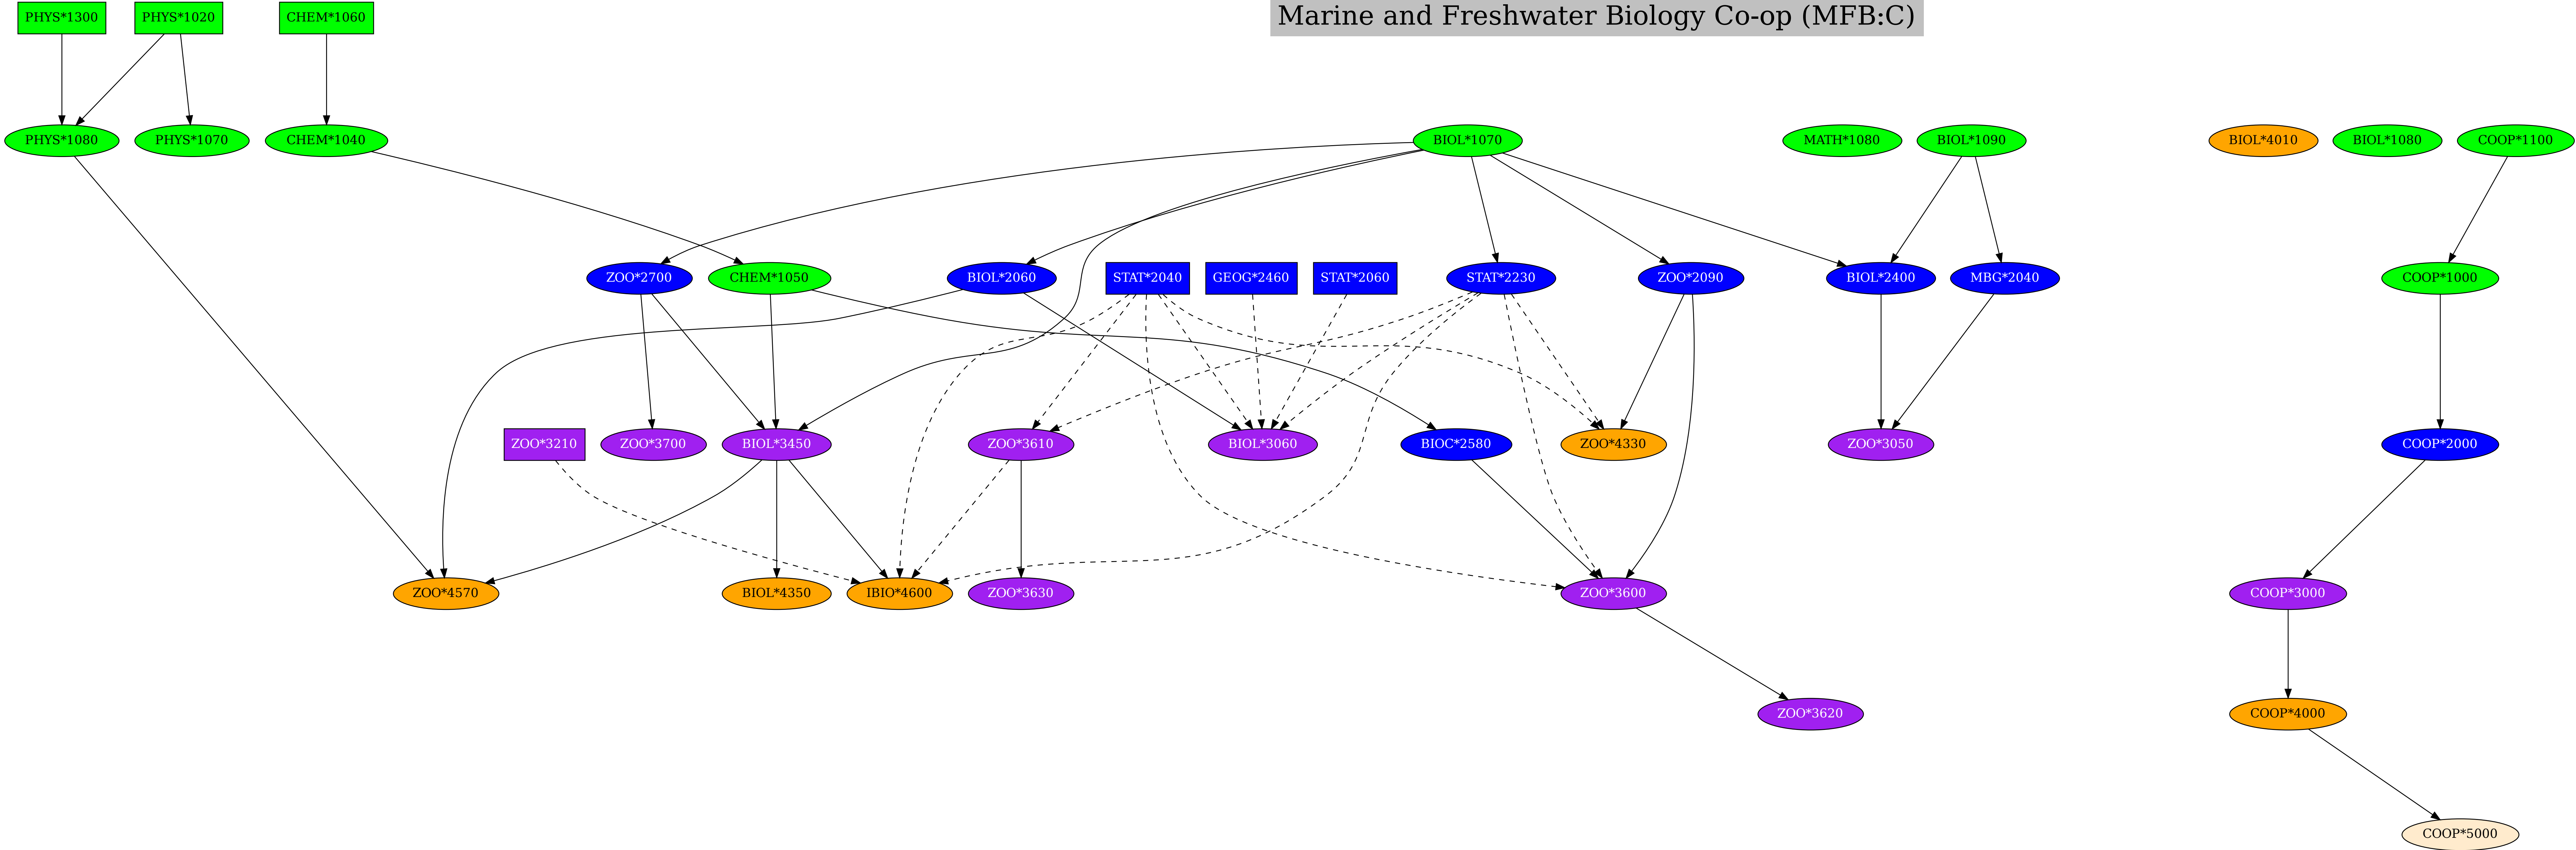 PHYS*1300
PHYS*1020
CHEM*1060
Marine and Freshwater Biology Co-op (MFB:C)
PHYS*1080
PHYS*1070
CHEM*1040
BIOL*1070
MATH*1080
BIOL*1090
BIOL*4010
BIOL*1080
COOP*1100
ZOO*2700
CHEM*1050
BIOL*2060
STAT*2040
GEOG*2460
STAT*2060
STAT*2230
ZOO*2090
BIOL*2400
MBG*2040
COOP*1000
ZOO*3210
ZOO*3700
BIOL*3450
ZOO*3610
BIOL*3060
BIOC*2580
ZOO*4330
ZOO*3050
COOP*2000
ZOO*4570
BIOL*4350
IBIO*4600
ZOO*3630
ZOO*3600
COOP*3000
ZOO*3620
COOP*4000
COOP*5000